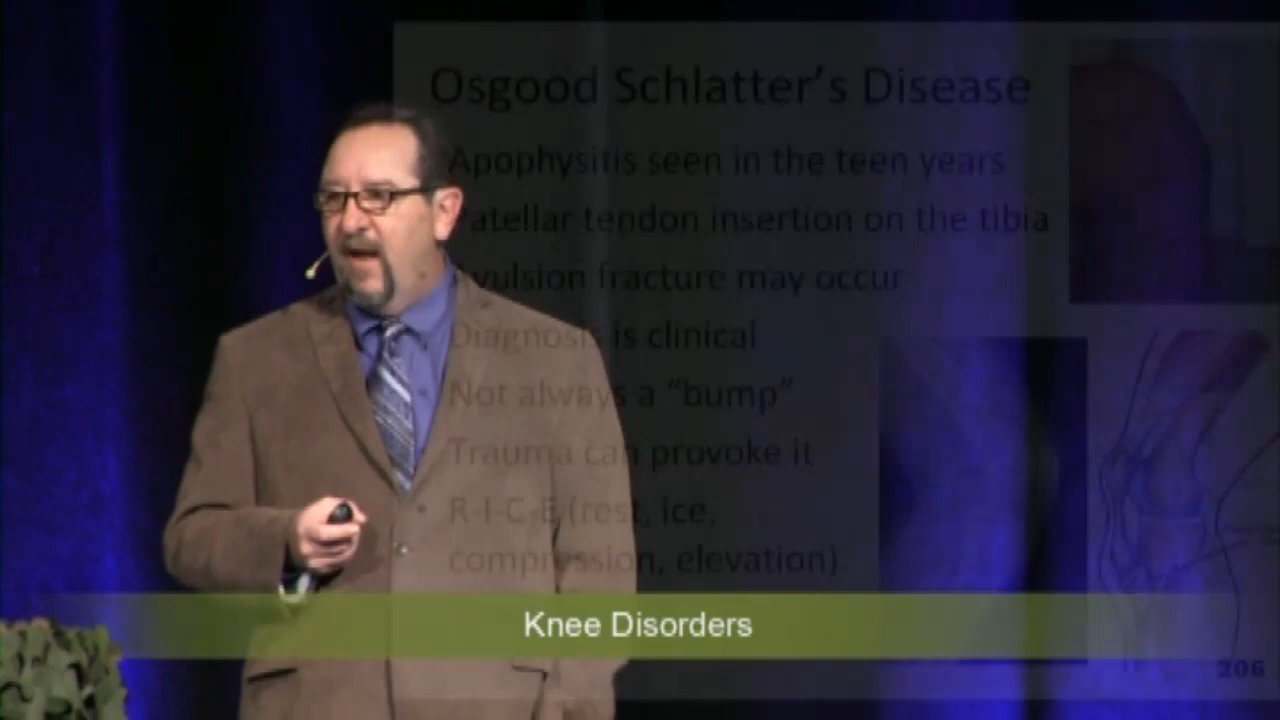 Osgood Schlatter's Disease
Apophysitis seen in the teen years
Patellar tendon insertion on the tibia
Avulsion fracture may occur
Diagnosis is clinical
Not always a “bump”
Trauma can provoke it
• R-I-C-E (rest, ice,
compression, elevation)
Knee Disorders
206